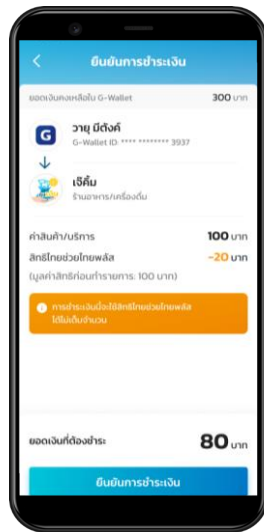 ยืนยันการชำระเงิน
ยอดเงินคงเหลือใน G-Wallet 300 บาท
G วายุ มีตังค์
G-Wallet ID: **** ******** 3937
เจ๊คิ้ม
ร้านอาหาร/เครื่องดื่ม
ค่าสินค้า/บริการ 100 บาท
สิทธิไทยช่วยไทยพลัส -20 บาท
(มูลค่าสิทธิก่อนทำรายการ: 100 บาท)
การชำระเงินนี้จะใช้สิทธิไทยช่วยไทยพลัส
ได้ไม่เต็มจำนวน
ยอดเงินที่ต้องชำระ 80 บาท
ยืนยันการชำระเงิน